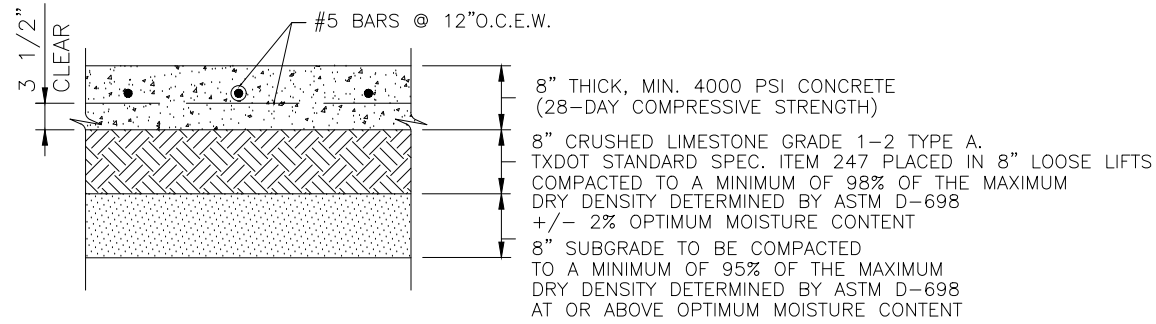 #5 BARS @ 12”O.C.E.W.
3 1/2”
CLEAR
8” THICK, MIN. 4000 PSI CONCRETE
(28-DAY COMPRESSIVE STRENGTH)
8” CRUSHED LIMESTONE GRADE 1-2 TYPE A.
TXDOT STANDARD SPEC. ITEM 247 PLACED IN 8” LOOSE LIFTS
COMPACTED TO A MINIMUM OF 98% OF THE MAXIMUM
DRY DENSITY DETERMINED BY ASTM D-698
+/- 2% OPTIMUM MOISTURE CONTENT
8” SUBGRADE TO BE COMPACTED
TO A MINIMUM OF 95% OF THE MAXIMUM
DRY DENSITY DETERMINED BY ASTM D-698
AT OR ABOVE OPTIMUM MOISTURE CONTENT